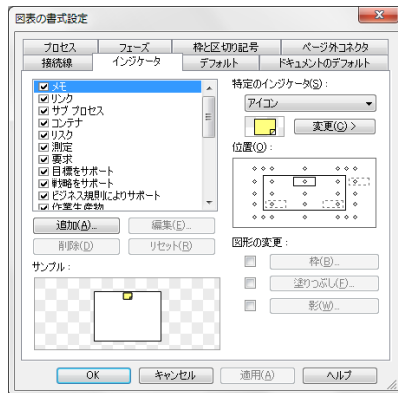 図表の書式設定
プロセス フェーズ 枠と区切り記号 ページ外コネクタ
接続線 インジケータ デフォルト ドキュメントのデフォルト
メモ
リンク
サブ プロセス
コンテナ
リスク
測定
要求
目標をサポート
戦略をサポート
ビジネス規則によりサポート
作業生産物
追加(A)... 編集(E)...
削除(D) リセット(R)
サンプル:
特定のインジケータ(S):
アイコン
変更(C) >
位置(O):
図形の変更:
枠(B)...
塗りつぶし(F)...
影(W)...
OK キャンセル 適用(A) ヘルプ